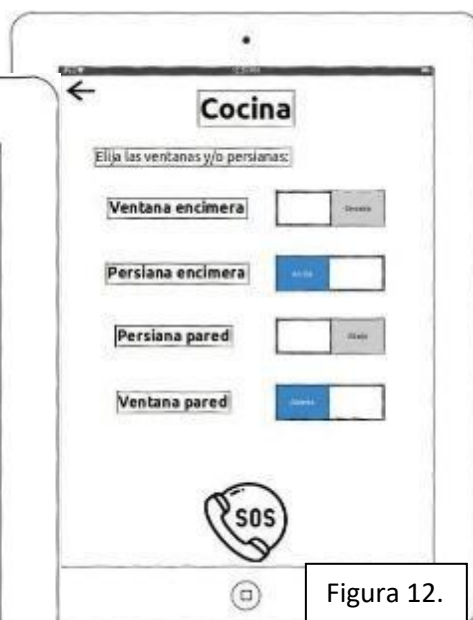 Cocina
Elija las ventanas y/o persianas:
Ventana encimera
Persiana encimera
Persiana pared
Ventana pared
SOS
Figura 12.